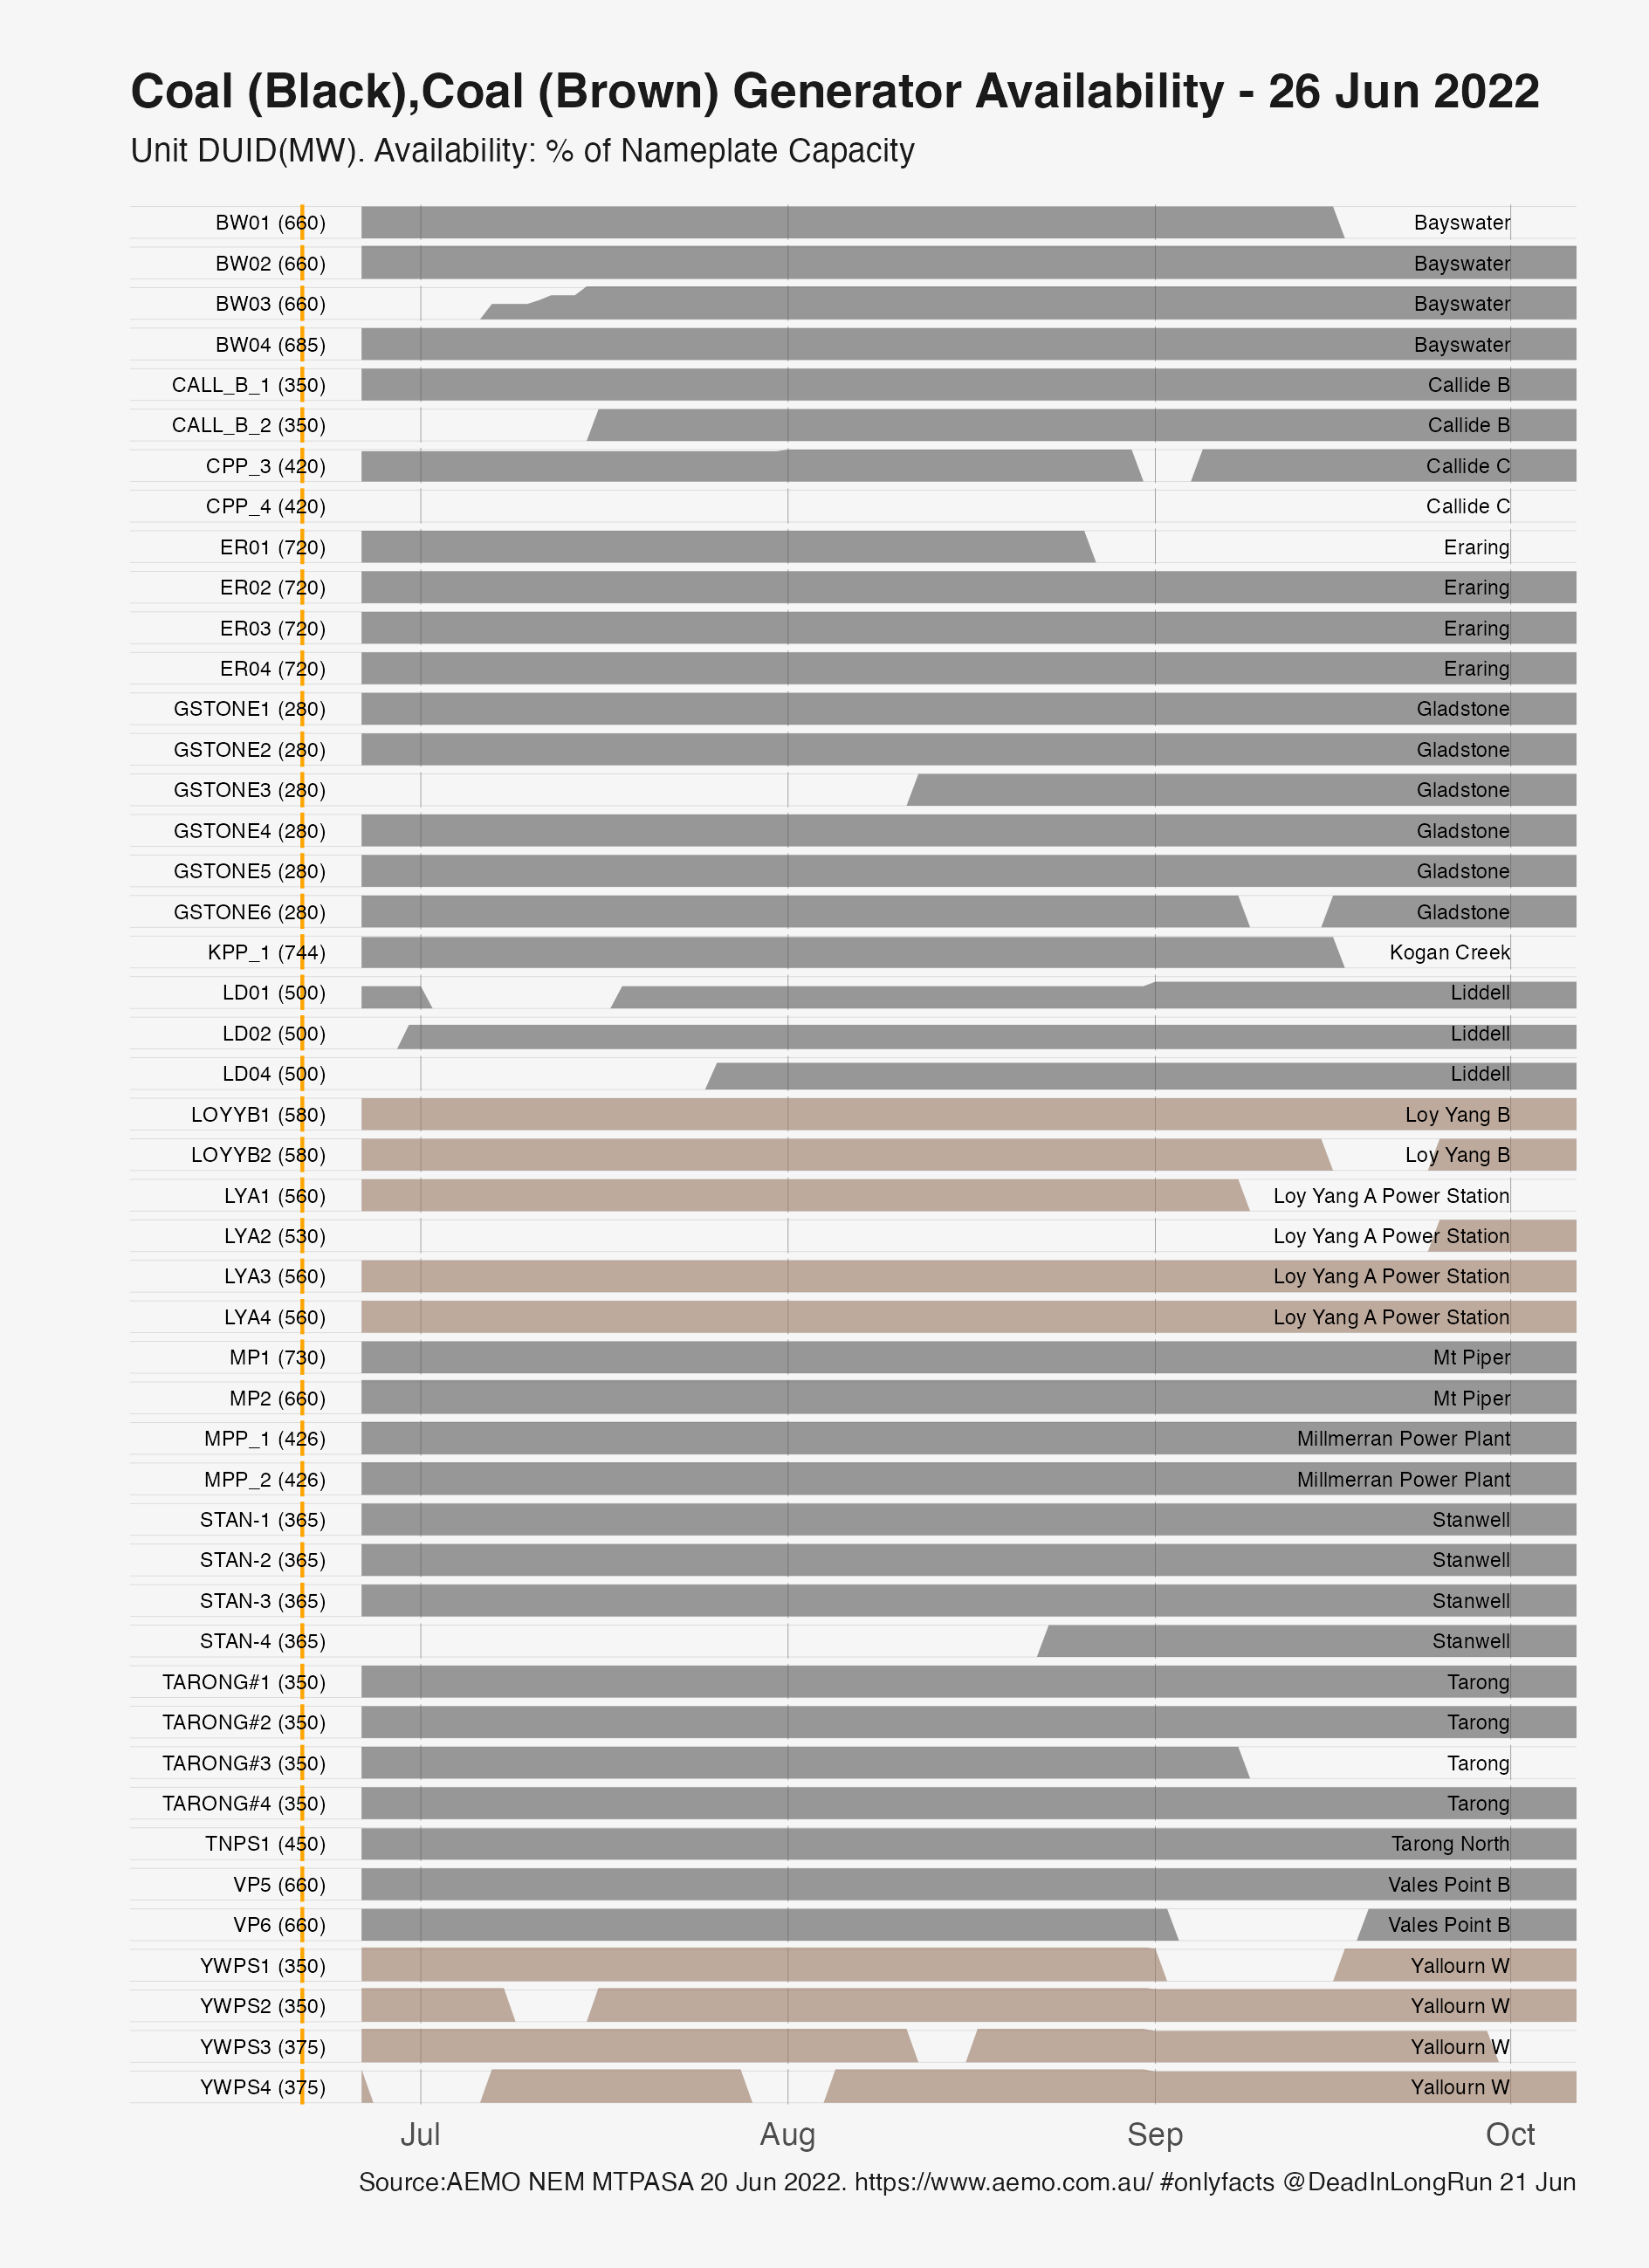 Coal (Black),Coal (Brown) Generator Availability - 26 Jun 2022
Unit DUID(MW). Availability: % of Nameplate Capacity
BW01 (660) Bayswater
BW02 (660) Bayswater
BW03 (660) Bayswater
BW04 (685) Bayswater
CALL_B_1 (350) Callide B
CALL_B_2 (350) Callide B
CPP_3 (420) Callide C
CPP_4 (420) Callide C
ER01 (720) Eraring
ER02 (720) Eraring
ER03 (720) Eraring
ER04 (720) Eraring
GSTONE1 (280) Gladstone
GSTONE2 (280) Gladstone
GSTONE3 (280) Gladstone
GSTONE4 (280) Gladstone
GSTONE5 (280) Gladstone
GSTONE6 (280) Gladstone
KPP_1 (744) Kogan Creek
LD01 (500) Liddell
LD02 (500) Liddell
LD04 (500) Liddell
LOYYB1 (580) Loy Yang B
LOYYB2 (580) Loy Yang B
LYA1 (560) Loy Yang A Power Station
LYA2 (530) Loy Yang A Power Station
LYA3 (560) Loy Yang A Power Station
LYA4 (560) Loy Yang A Power Station
MP1 (730) Mt Piper
MP2 (660) Mt Piper
MPP_1 (426) Millmerran Power Plant
MPP_2 (426) Millmerran Power Plant
STAN-1 (365) Stanwell
STAN-2 (365) Stanwell
STAN-3 (365) Stanwell
STAN-4 (365) Stanwell
TARONG#1 (350) Tarong
TARONG#2 (350) Tarong
TARONG#3 (350) Tarong
TARONG#4 (350) Tarong
TNPS1 (450) Tarong North
VP5 (660) Vales Point B
VP6 (660) Vales Point B
YWPS1 (350) Yallourn W
YWPS2 (350) Yallourn W
YWPS3 (375) Yallourn W
YWPS4 (375) Yallourn W
Jul Aug Sep Oct
Source:AEMO NEM MTPASA 20 Jun 2022. https://www.aemo.com.au/ #onlyfacts @DeadInLongRun 21 Jun